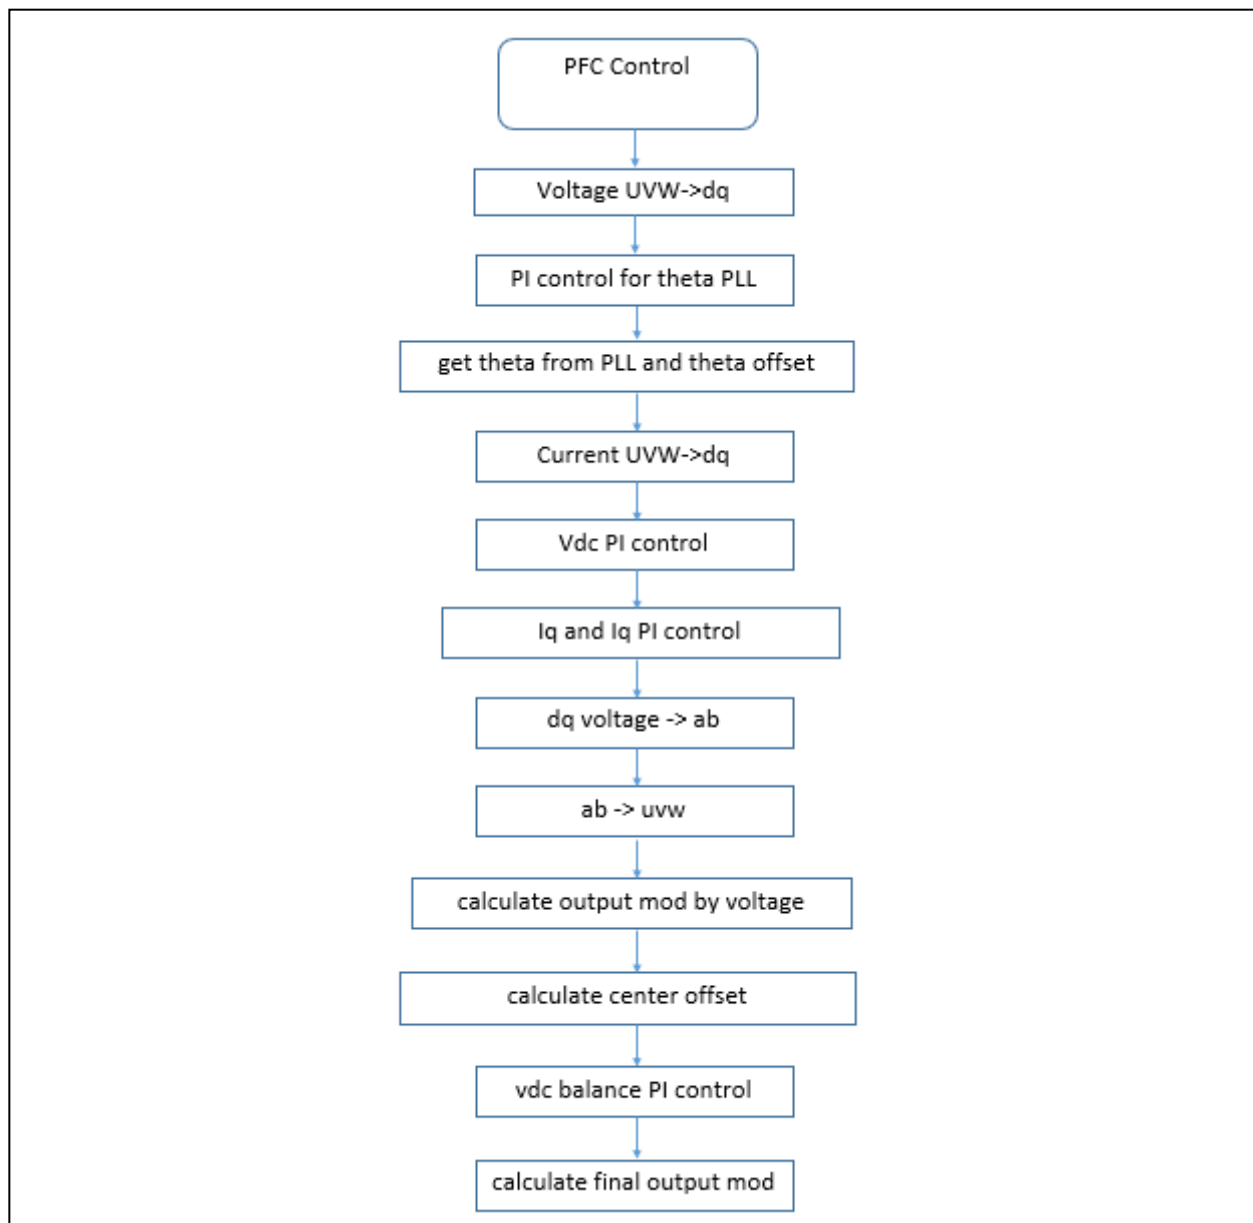 PFC Control
Voltage UVW->dq
PI control for theta PLL
get theta from PLL and theta offset
Current UVW->dq
Vdc PI control
Iq and Iq PI control
dq voltage -> ab
ab -> uvw
calculate output mod by voltage
calculate center offset
vdc balance PI control
calculate final output mod